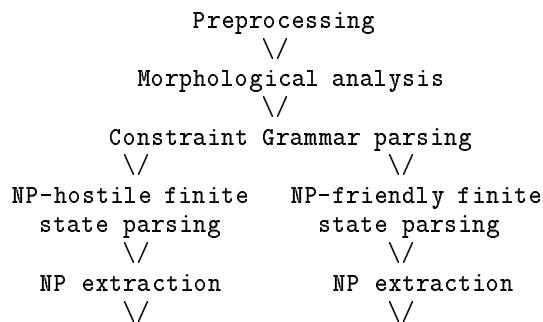 Preprocessing
\/
Morphological analysis
\/
Constraint Grammar parsing
\/ \/
NP-hostile finite NP-friendly finite
state parsing state parsing
\/ \/
NP extraction NP extraction
\/ \/